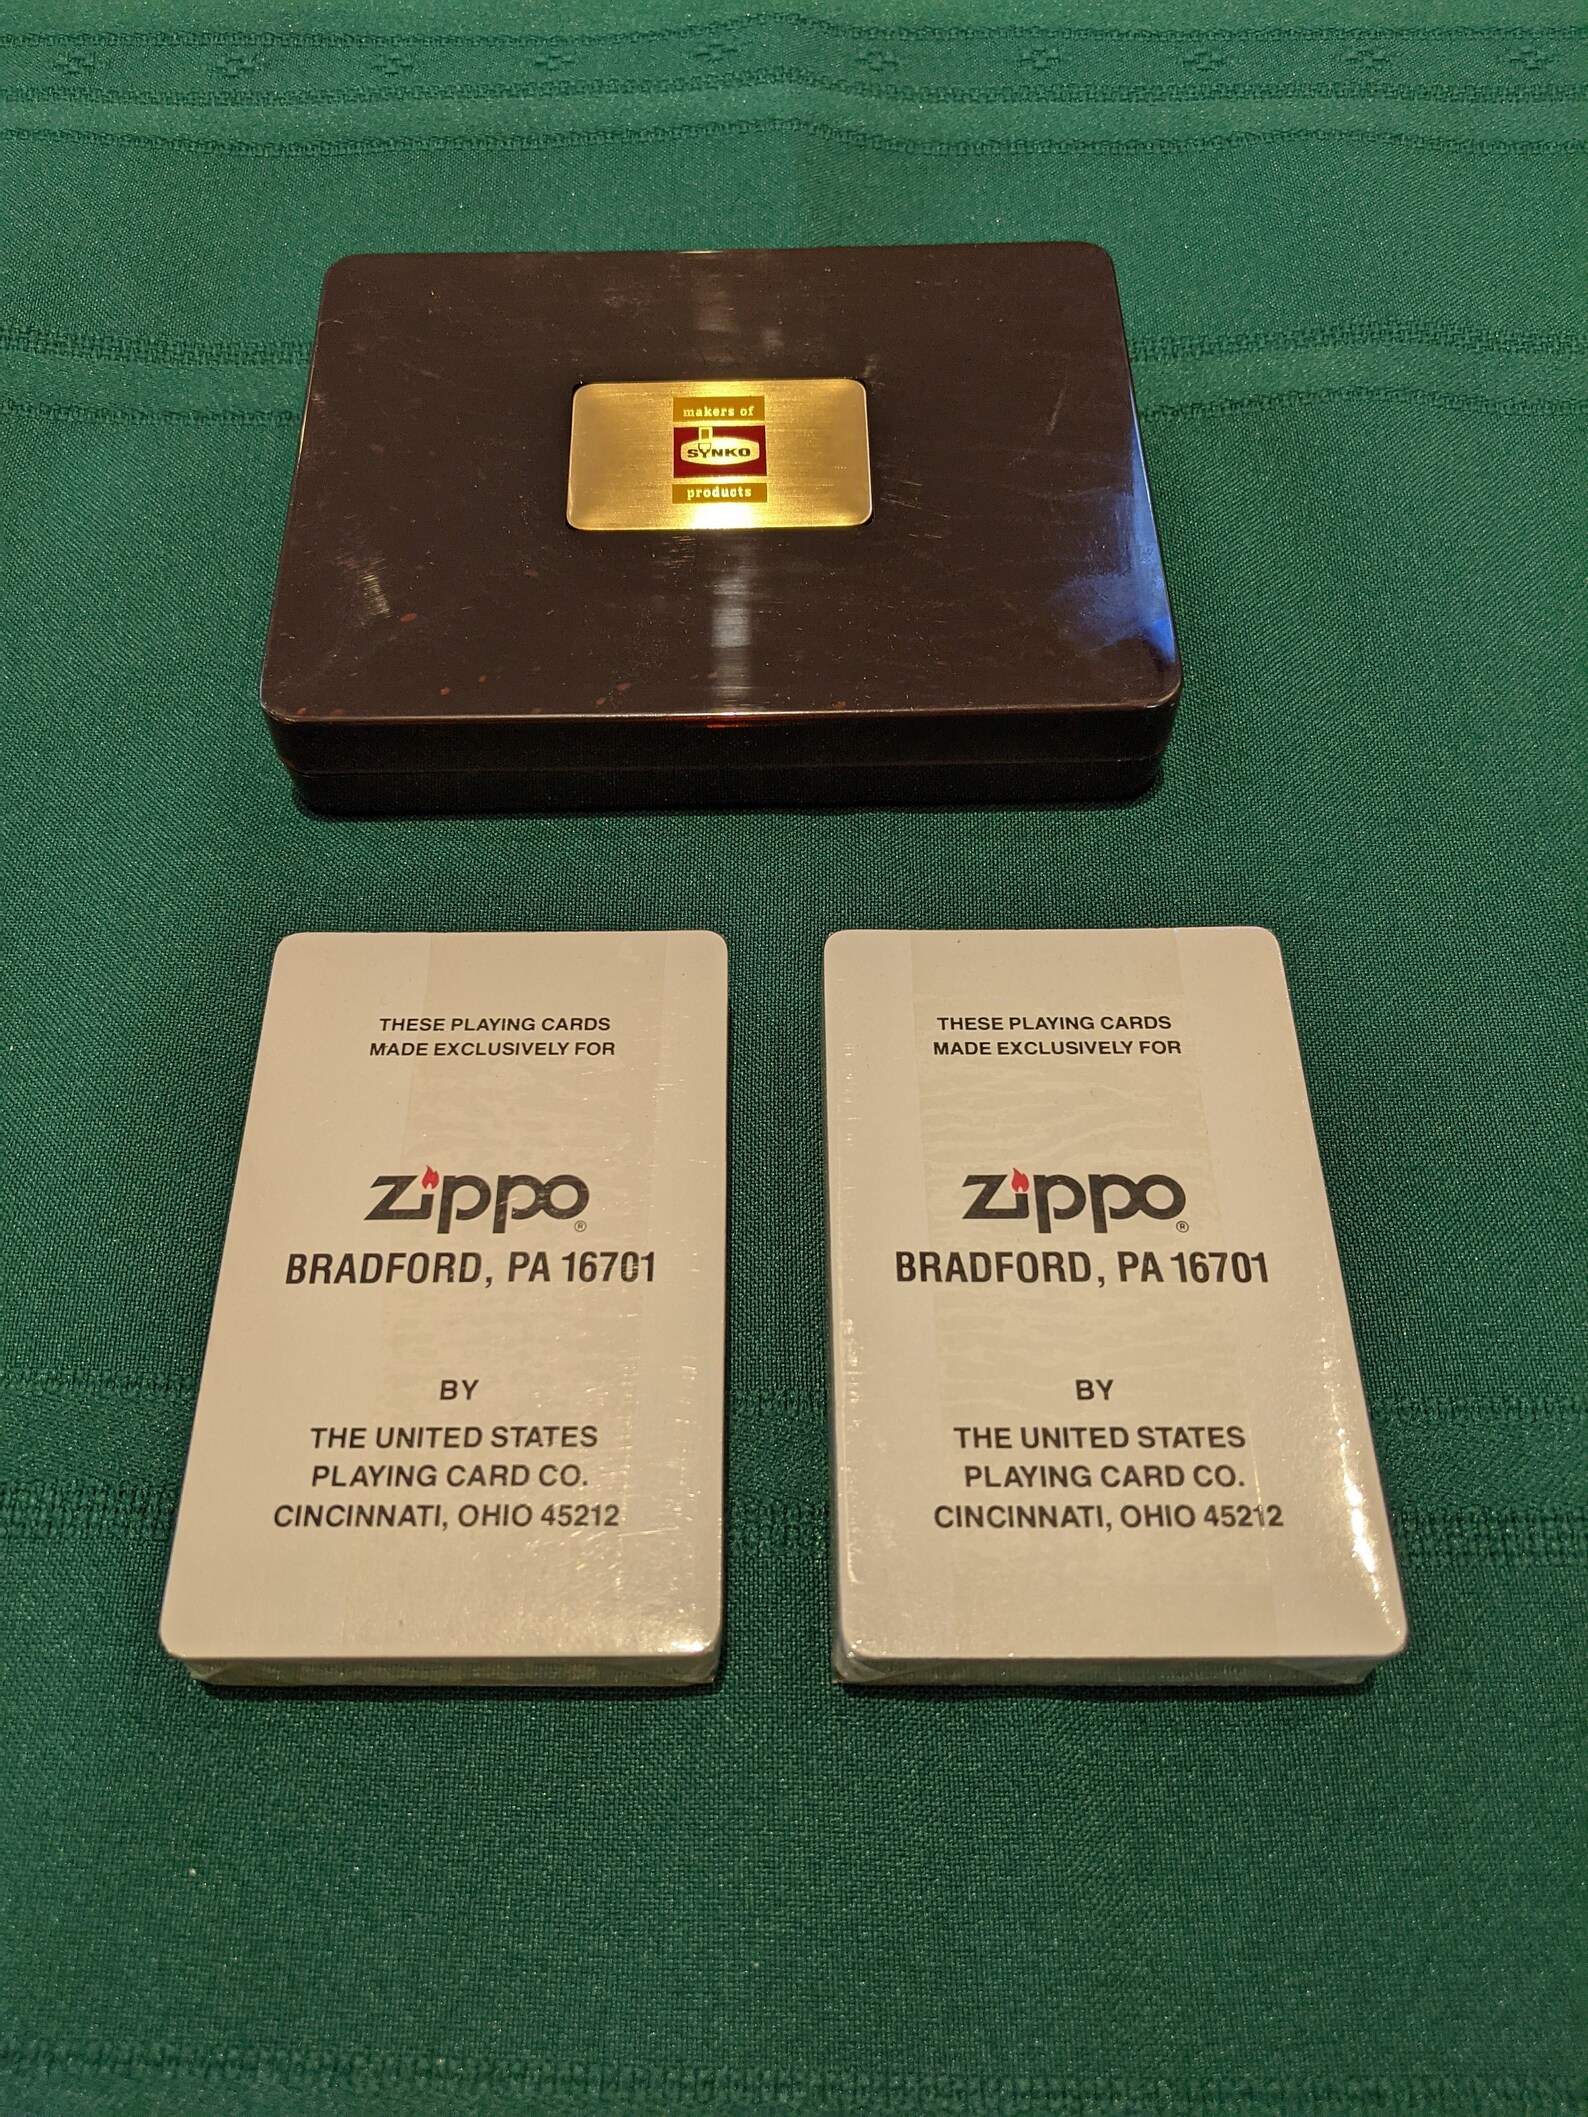 makers of
SYNKO
products
THESE PLAYING CARDS
MADE EXCLUSIVELY FOR
zippo®
BRADFORD, PA 16701
BY
THE UNITED STATES
PLAYING CARD CO.
CINCINNATI, OHIO 45212
THESE PLAYING CARDS
MADE EXCLUSIVELY FOR
zippo®
BRADFORD, PA 16701
BY
THE UNITED STATES
PLAYING CARD CO.
CINCINNATI, OHIO 45212